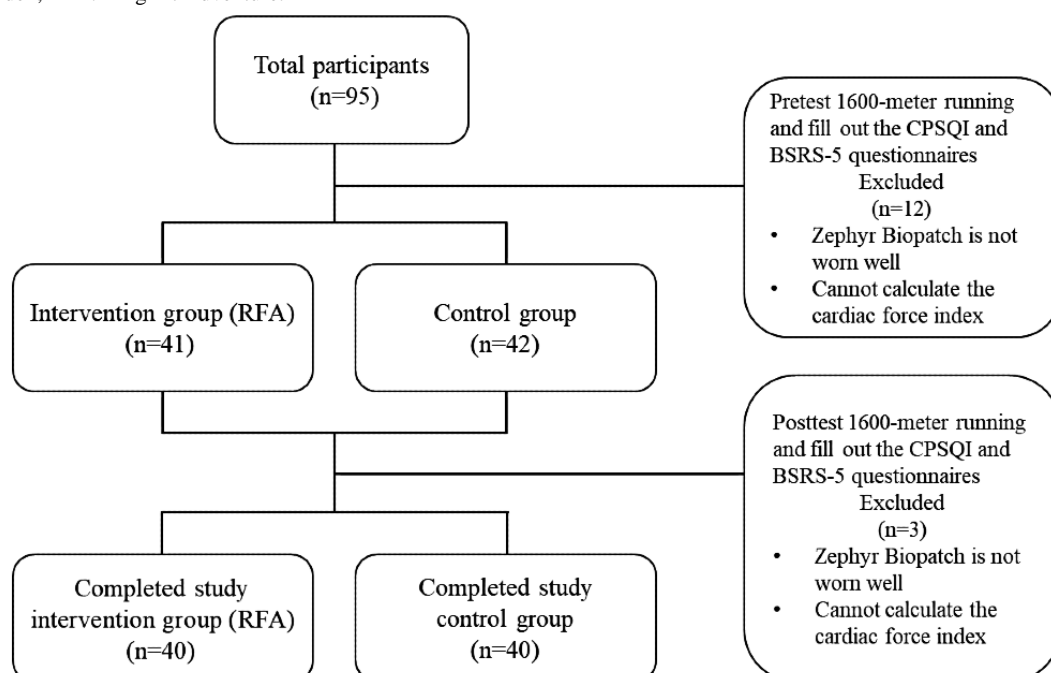 Total participants
(n=95)
Pretest 1600-meter running
and fill out the CPSQI and
BSRS-5 questionnaires
Excluded
(n=12)
• Zephyr Biopatch is not
worn well
• Cannot calculate the
cardiac force index
Intervention group (RFA)
(n=41)
Control group
(n=42)
Posttest 1600-meter running
and fill out the CPSQI and
BSRS-5 questionnaires
Excluded
(n=3)
• Zephyr Biopatch is not
worn well
• Cannot calculate the
cardiac force index
Completed study
intervention group (RFA)
(n=40)
Completed study
control group
(n=40)